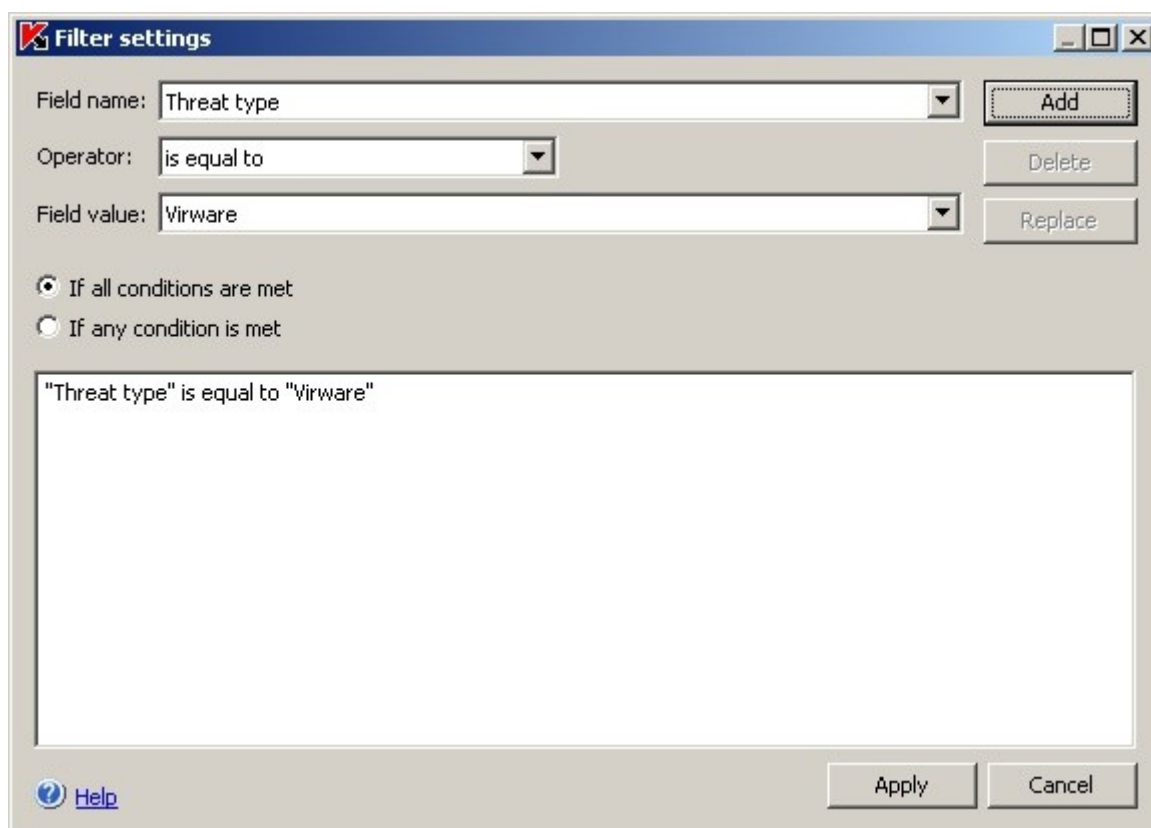 Filter settings
Field name: Threat type Add
Operator: is equal to Delete
Field value: Virware Replace
If all conditions are met
If any condition is met
"Threat type" is equal to "Virware"
Help Apply Cancel